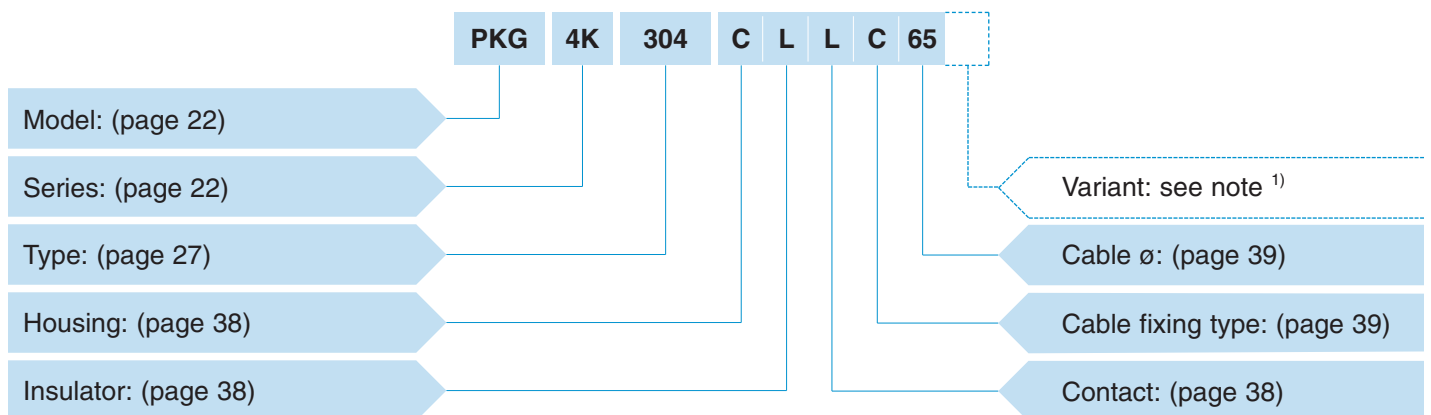 PKG 4K 304 C L L C 65
Model: (page 22)
Series: (page 22)
Type: (page 27)
Housing: (page 38)
Insulator: (page 38)
Variant: see note 1)
Cable ø: (page 39)
Cable fixing type: (page 39)
Contact: (page 38)